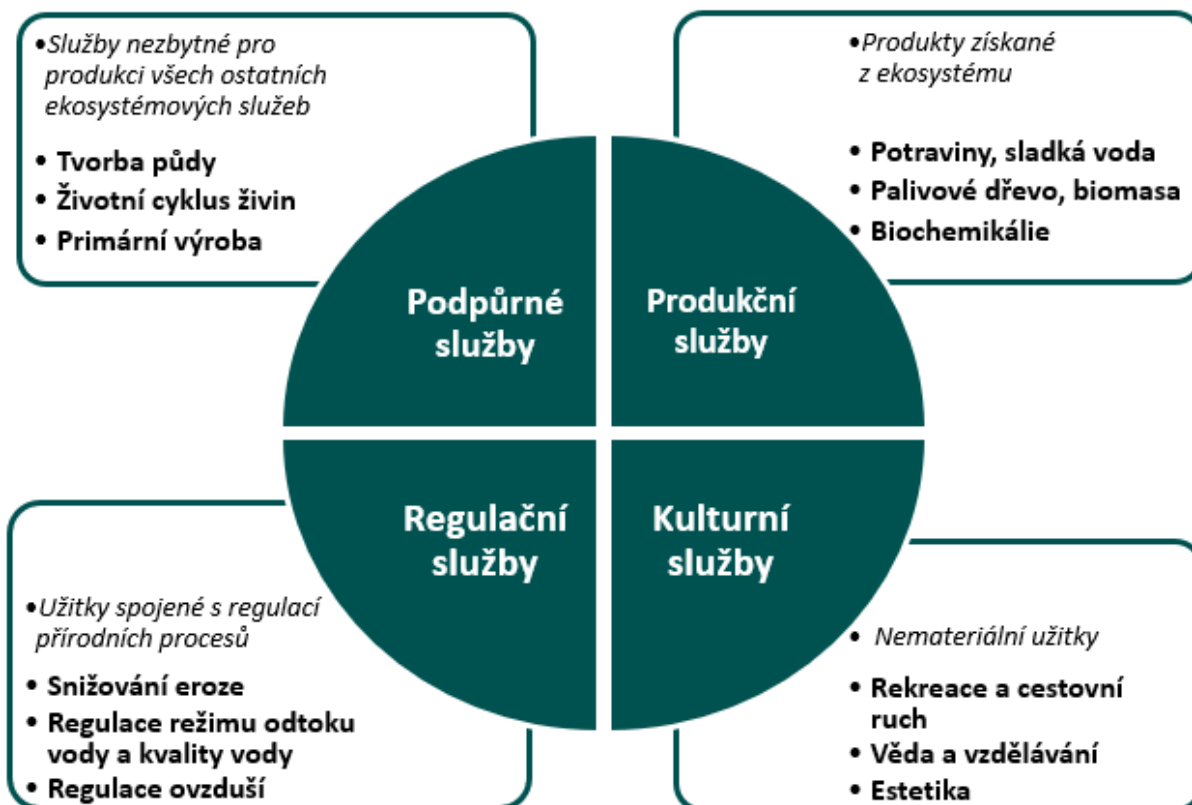 •Služby nezbytné pro
produkci všech ostatních
ekosystémových služeb
• Tvorba půdy
• Životní cyklus živin
• Primární výroba
•Produkty získané
z ekosystému
• Potraviny, sladká voda
• Palivové dřevo, biomasa
• Biochemikálie
Podpůrné
služby
Produkční
služby
Regulační
služby
Kulturní
služby
•Užitky spojené s regulací
přírodních procesů
• Snižování eroze
• Regulace režimu odtoku
vody a kvality vody
• Regulace ovzduší
• Nemateriální užitky
• Rekreace a cestovní
ruch
• Věda a vzdělávání
• Estetika